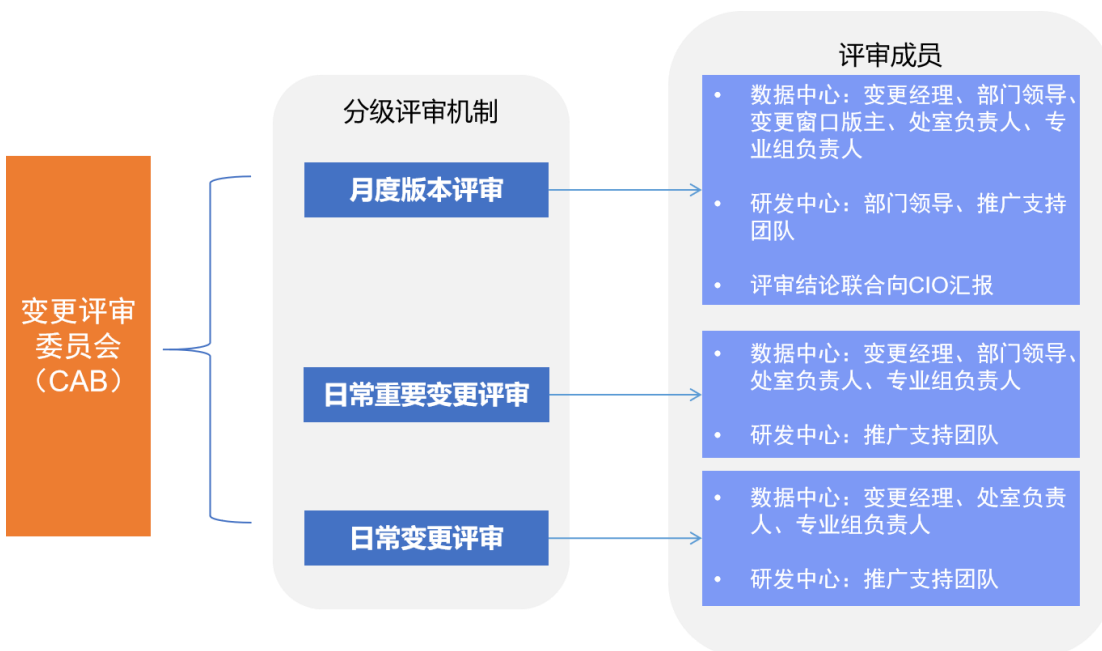 变更评审
委员会
（CAB）
分级评审机制
月度版本评审
日常重要变更评审
日常变更评审
评审成员
• 数据中心：变更经理、部门领导、
变更窗口版主、处室负责人、专
业组负责人
• 研发中心：部门领导、推广支持
团队
• 评审结论联合向CIO汇报
• 数据中心：变更经理、部门领导、
处室负责人、专业组负责人
• 研发中心：推广支持团队
• 数据中心：变更经理、处室负责
人、专业组负责人
• 研发中心：推广支持团队